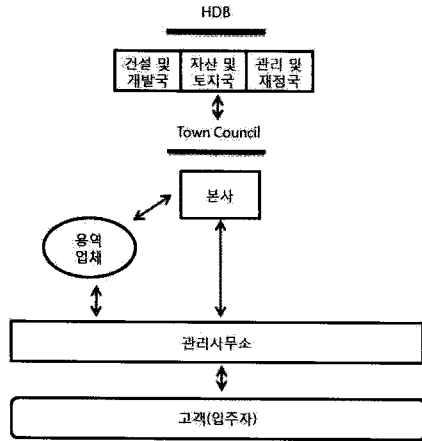 HDB
건설 및 자산 및 관리 및
개발국 토지국 재정국
Town Council
본사
용역
업체
관리사무소
고객(입주자)